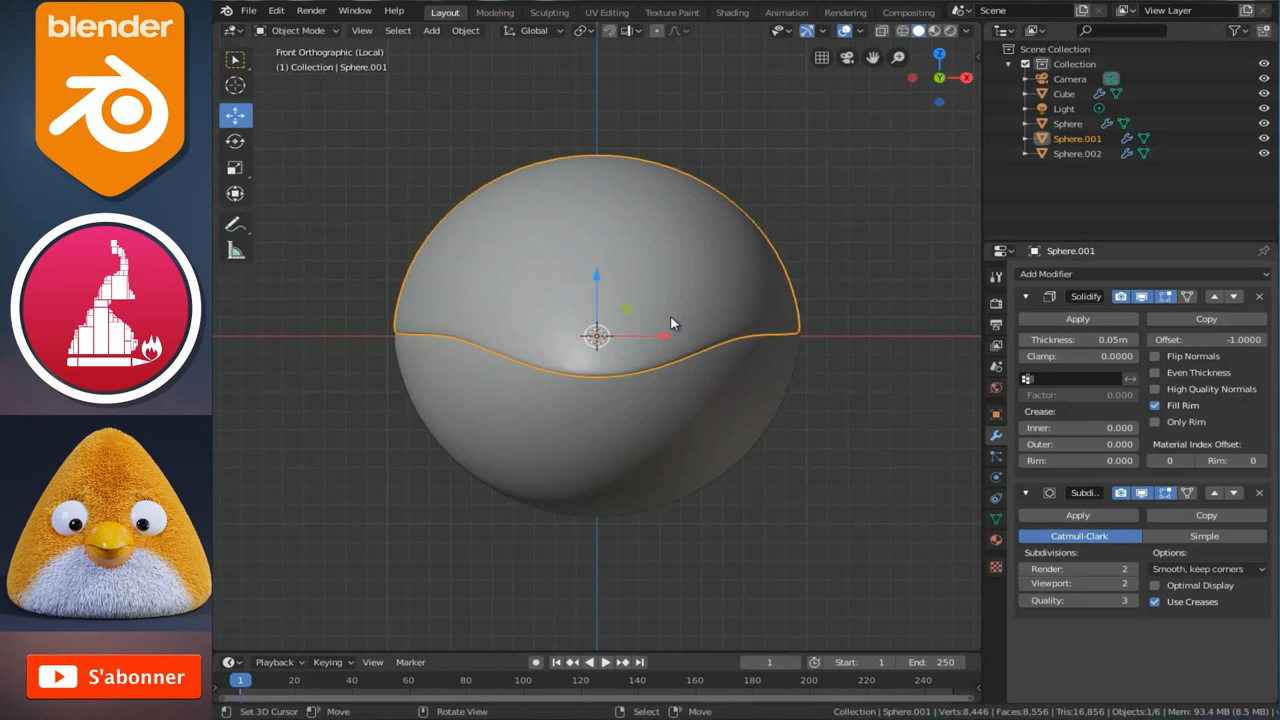 blender
S'abonner
File Edit Render Window Help
Layout Modeling Sculpting UV Editing Texture Paint Shading Animation Rendering Compositing
Scene
View Layer
Object Mode View Select Add Object
Global
Front Orthographic (Local)
(1) Collection | Sphere.001
Z
Y
X
Scene Collection
Collection
Camera
Cube
Light
Sphere
Sphere.001
Sphere.002
Sphere.001
Add Modifier
Solidify
Apply Copy
Thickness: 0.05m Offset: -1.0000
Clamp: 0.0000 Flip Normals
Even Thickness
High Quality Normals
Factor: 0.000
Fill Rim
Crease:
Only Rim
Inner: 0.000
Outer: 0.000 Material Index Offset:
Rim: 0.000 0 Rim: 0
Subdi..
Apply Copy
Catmull-Clark Simple
Subdivisions: Options:
Render: 2 Smooth, keep corners
Viewport: 2 Optimal Display
Quality: 3 Use Creases
Playback Keying View Marker
1 Start: 1 End: 250
1 20 40 60 80 100 120 140 160 180 200 220 240
Set 3D Cursor Move Rotate View Select Move
Collection | Sphere.001 | Verts:8,446 | Faces:8,556 | Tris:16,856 | Objects:1/6 | Mem: 93.4 MB (8.5 MB) |